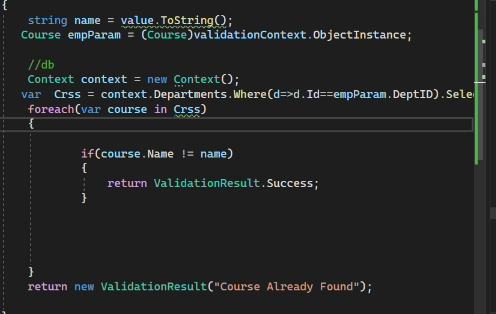 {
string name = value.ToString();
Course empParam = (Course)validationContext.ObjectInstance;
//db
Context context = new Context();
var Crss = context.Departments.Where(d=>d.Id==empParam.DeptID).Selec
foreach(var course in Crss)
{
if(course.Name != name)
{
return ValidationResult.Success;
}
}
return new ValidationResult("Course Already Found");
}